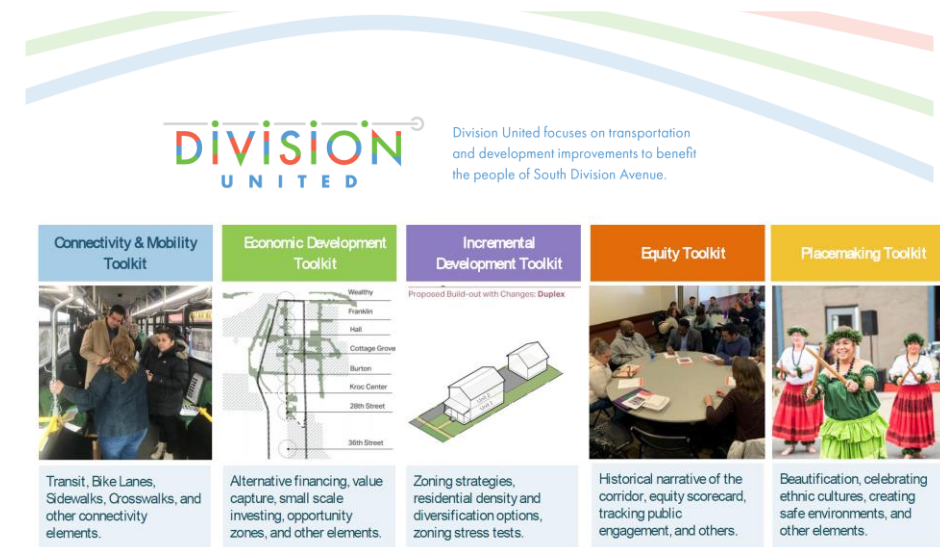 DIVISION
UNITED
Division United focuses on transportation
and development improvements to benefit
the people of South Division Avenue.
Connectivity & Mobility
Toolkit
Economic Development
Toolkit
Incremental
Development Toolkit
Equity Toolkit
Placemaking Toolkit
Wealthy
Franklin
Hall
Cottage Grove
Burton
Kroc Center
28th Street
36th Street
Proposed Build-out with Changes: Duplex
Unit 2
Unit 1
Transit, Bike Lanes,
Sidewalks, Crosswalks, and
other connectivity
elements.
Alternative financing, value
capture, small scale
investing, opportunity
zones, and other elements.
Zoning strategies,
residential density and
diversification options,
zoning stress tests.
Historical narrative of the
corridor, equity scorecard,
tracking public
engagement, and others.
Beautification, celebrating
ethnic cultures, creating
safe environments, and
other elements.